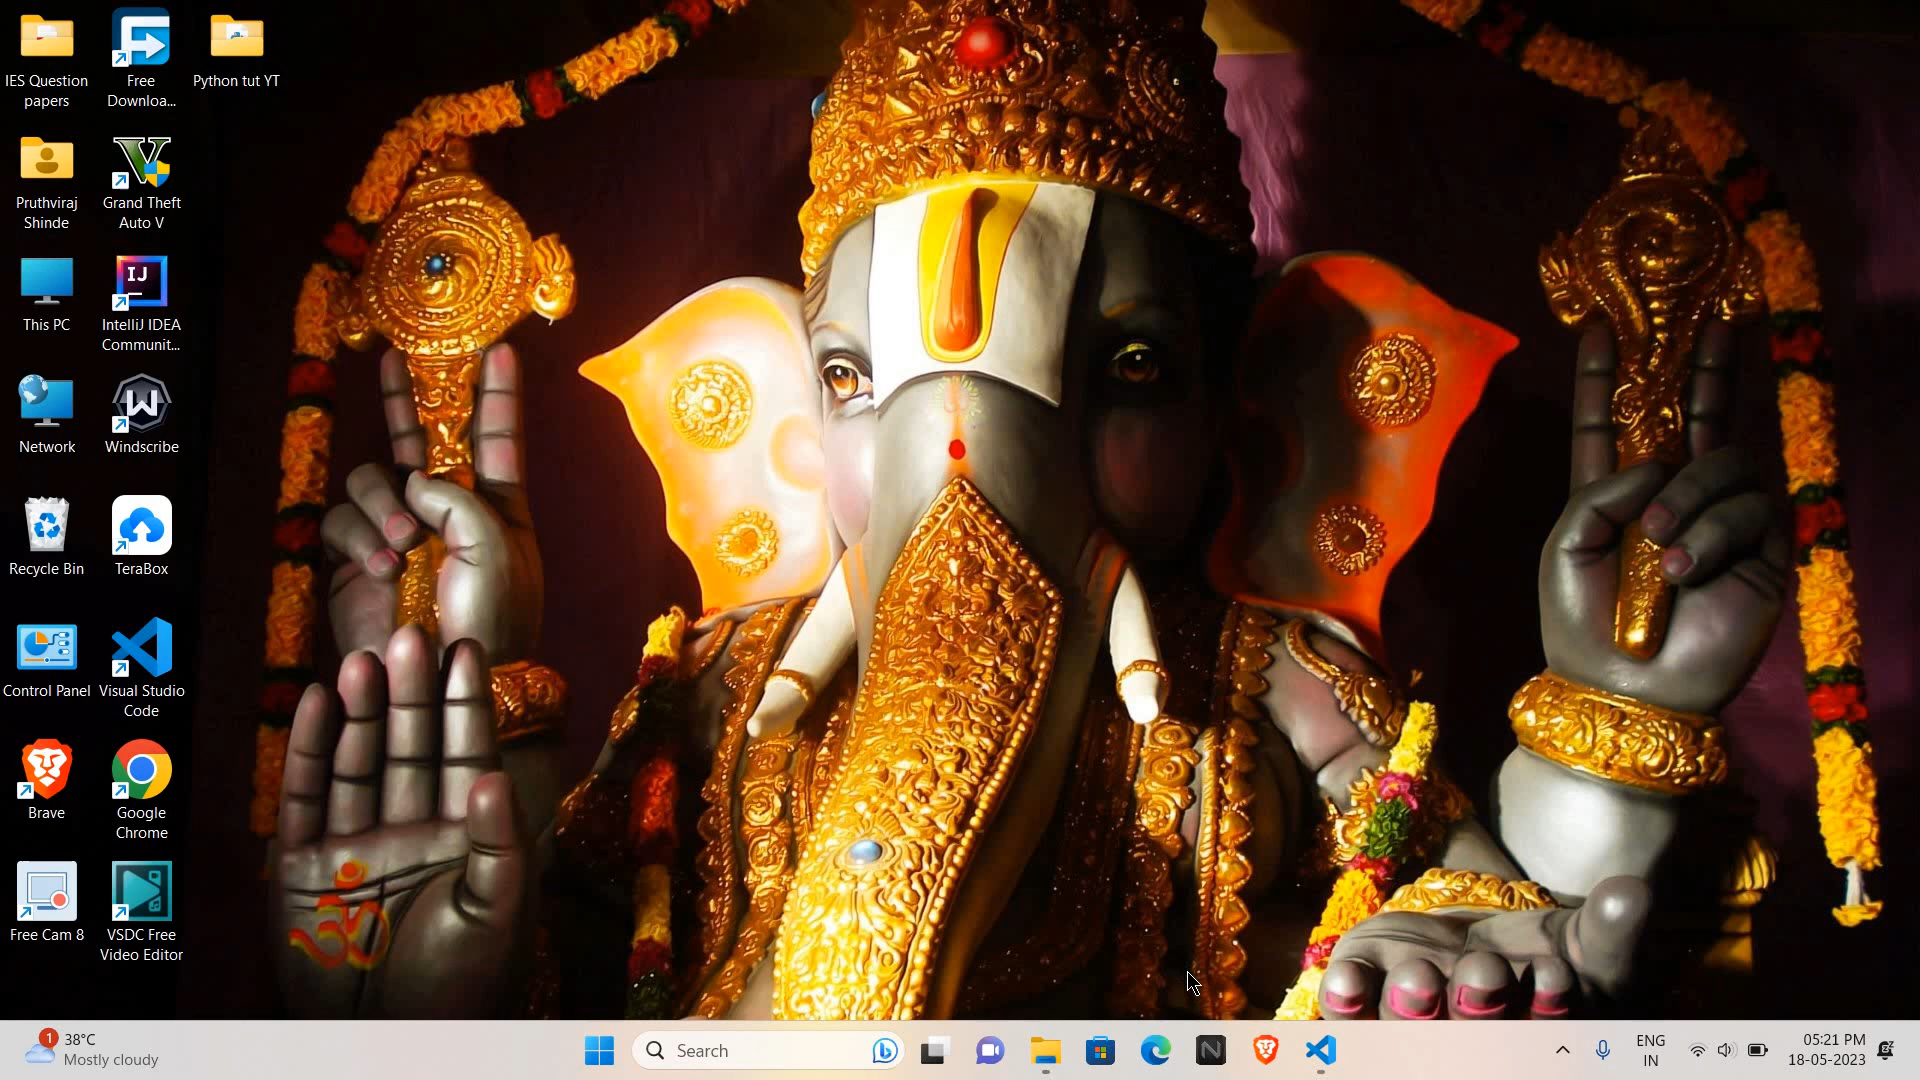 IES Question
papers
Free
Downloa...
Python tut YT
Pruthviraj
Shinde
Grand Theft
Auto V
This PC
IJ
IntelliJ IDEA
Communit...
Network
W
Windscribe
Recycle Bin
TeraBox
Control Panel
Visual Studio
Code
Brave
Google
Chrome
Free Cam 8
VSDC Free
Video Editor
ॐ
1
38°C
Mostly cloudy
Search
N
ENG
IN
05:21 PM
18-05-2023